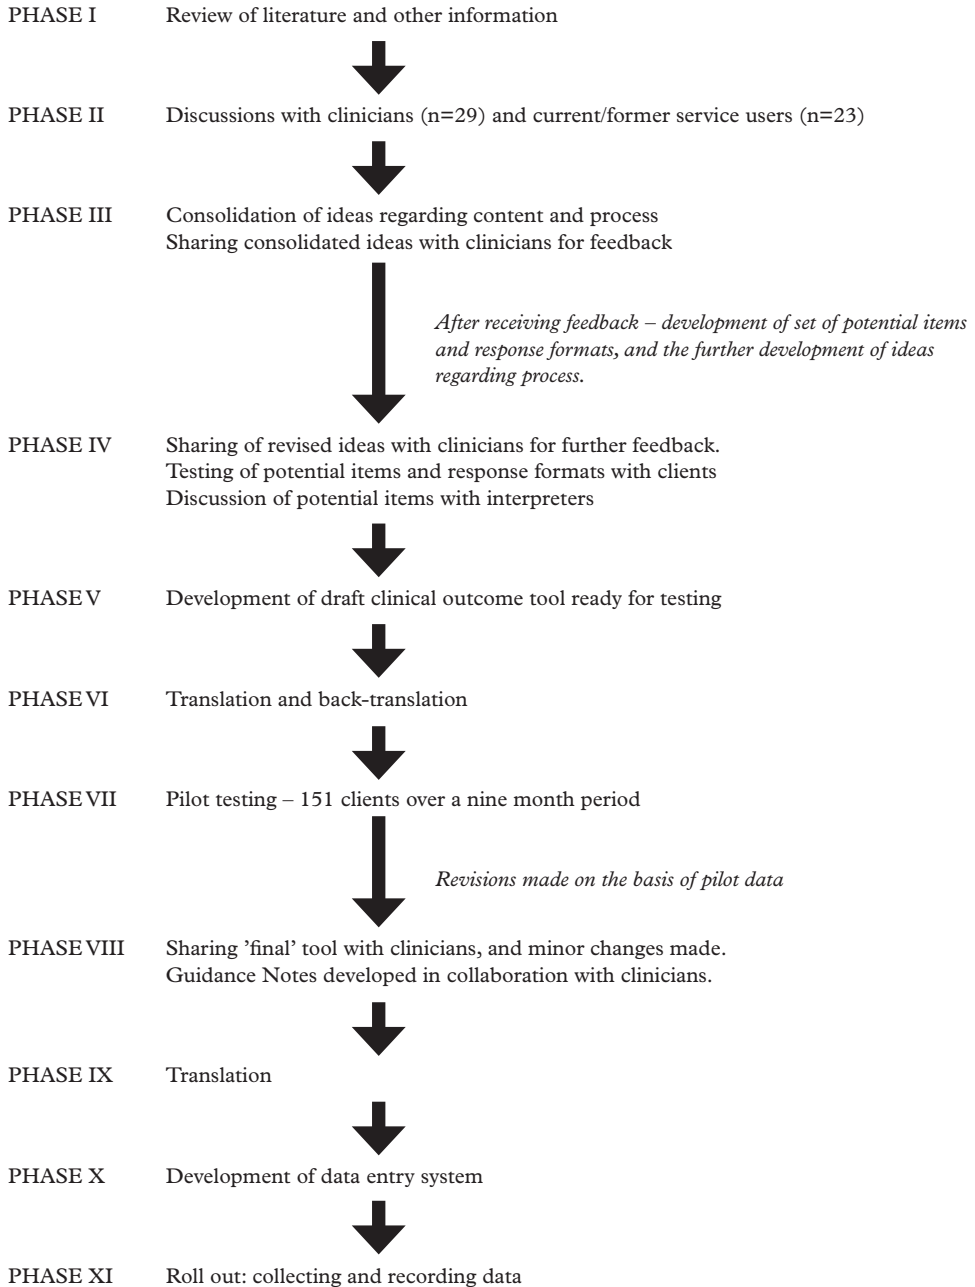 PHASE I Review of literature and other information
PHASE II Discussions with clinicians (n=29) and current/former service users (n=23)
PHASE III Consolidation of ideas regarding content and process
Sharing consolidated ideas with clinicians for feedback
After receiving feedback – development of set of potential items
and response formats, and the further development of ideas
regarding process.
PHASE IV Sharing of revised ideas with clinicians for further feedback.
Testing of potential items and response formats with clients
Discussion of potential items with interpreters
PHASE V Development of draft clinical outcome tool ready for testing
PHASE VI Translation and back-translation
PHASE VII Pilot testing – 151 clients over a nine month period
Revisions made on the basis of pilot data
PHASE VIII Sharing ’final’ tool with clinicians, and minor changes made.
Guidance Notes developed in collaboration with clinicians.
PHASE IX Translation
PHASE X Development of data entry system
PHASE XI Roll out: collecting and recording data